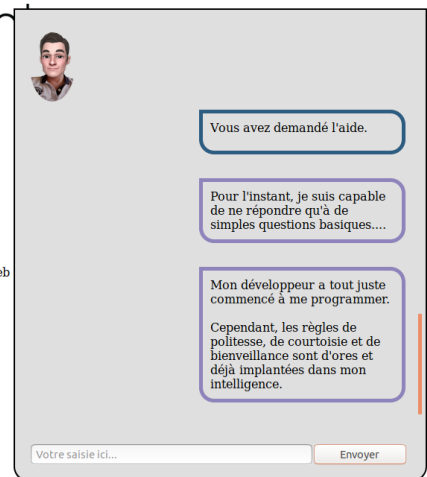 Vous avez demandé l'aide.
Pour l'instant, je suis capable
de ne répondre qu'à de
simples questions basiques....
Mon développeur a tout juste
commencé à me programmer.
Cependant, les règles de
politesse, de courtoisie et de
bienveillance sont d'ores et
déjà implantées dans mon
intelligence.
Votre saisie ici...
Envoyer